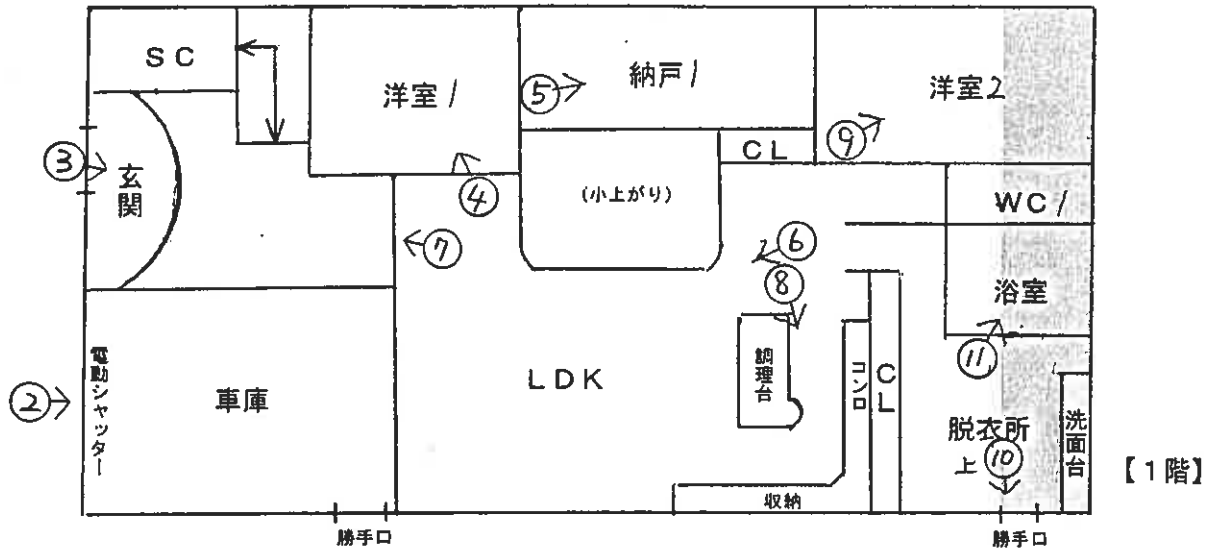 SC
洋室1
⑤
納戸1
洋室2
③
玄関
④
(小上がり)
CL
⑨
WC1
⑦
⑥
⑧
浴室
②
電動シャッター
車庫
LDK
調理台
コンロ
CL
⑪
脱衣所
上
⑩
洗面台
【1階】
収納
勝手口
勝手口